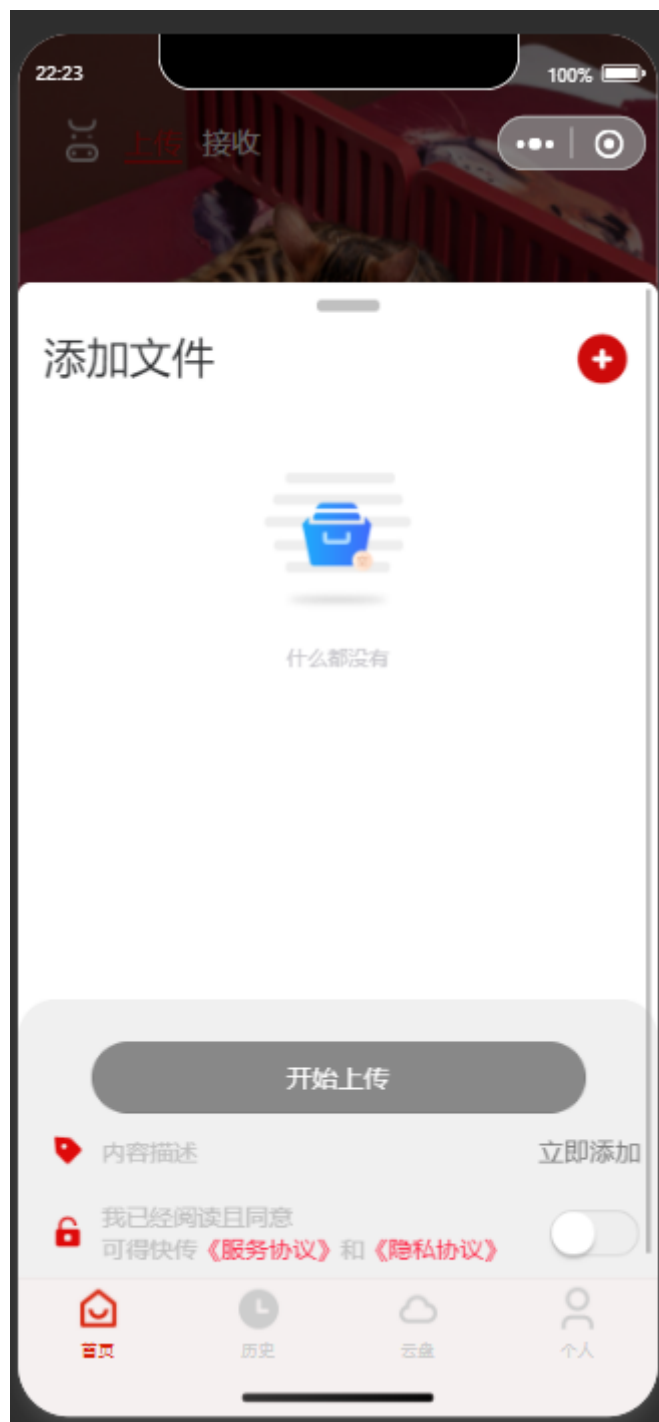 22:23
100%
上传 接收
添加文件
什么都没有
开始上传
内容描述
立即添加
我已经阅读且同意
可得快传《服务协议》和《隐私协议》
首页
历史
云盘
个人